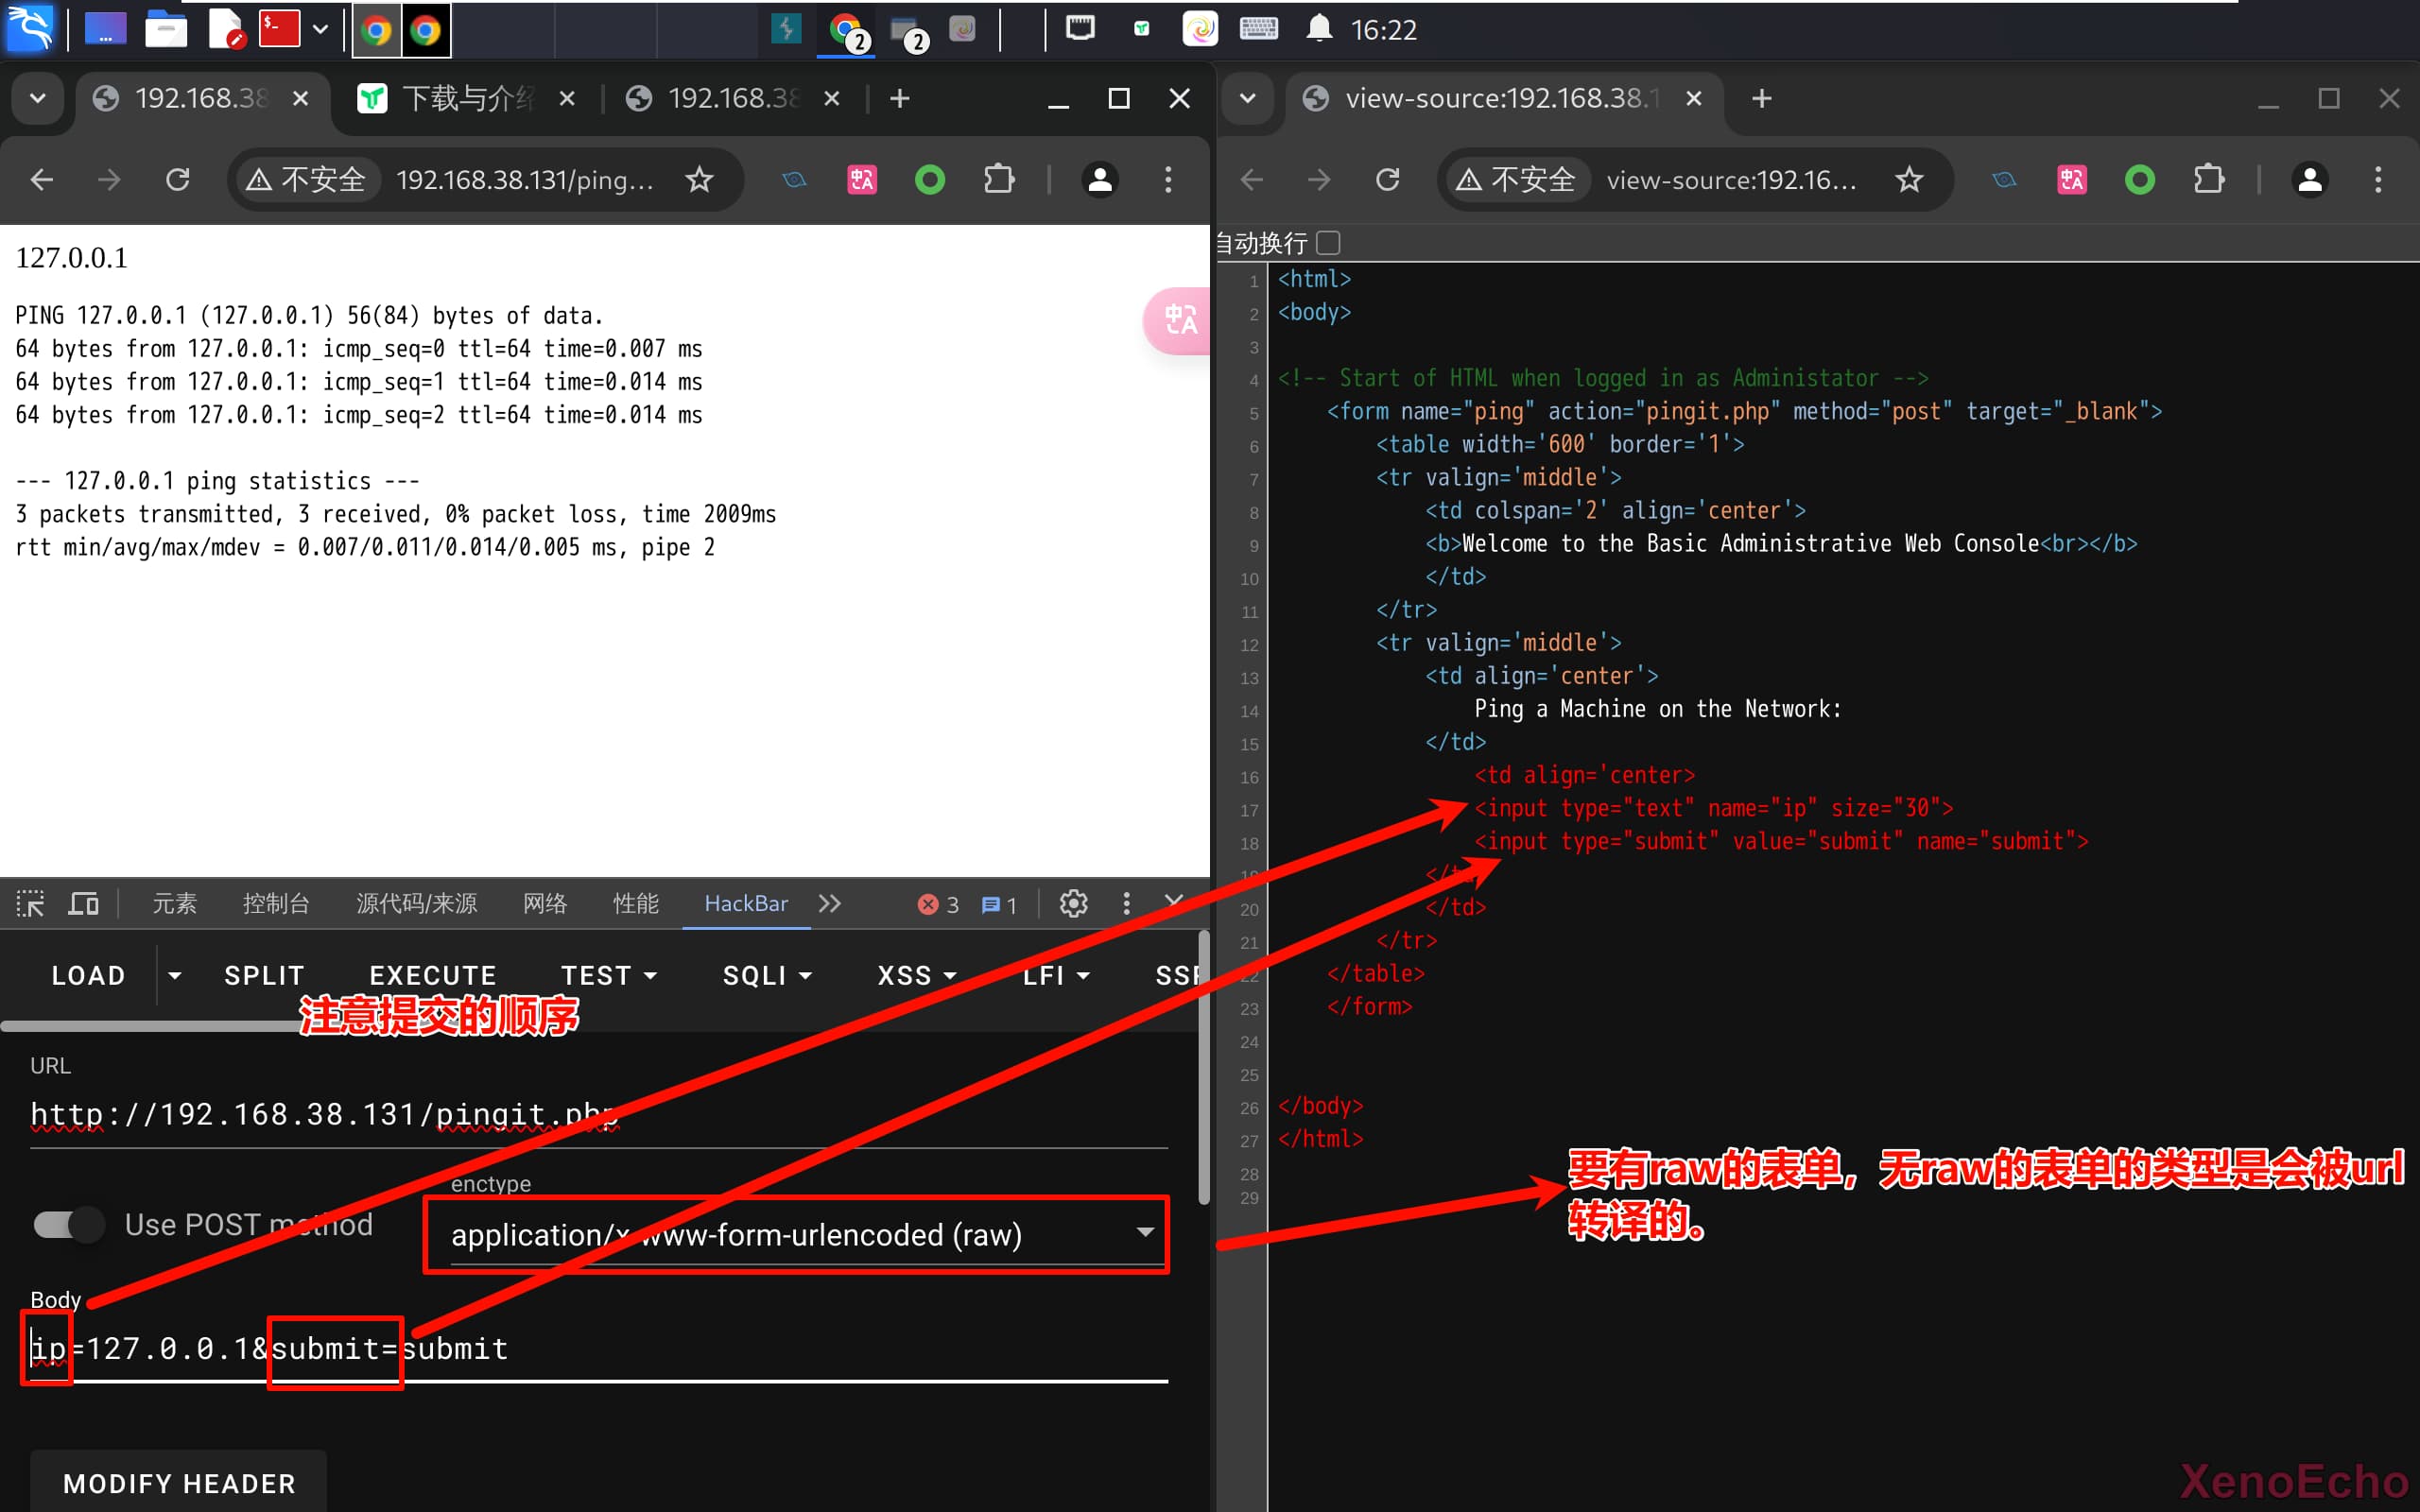 16:22
2
2
192.168.38
下载与介绍
192.168.38
不安全
192.168.38.131/ping...
127.0.0.1
PING 127.0.0.1 (127.0.0.1) 56(84) bytes of data.
64 bytes from 127.0.0.1: icmp_seq=0 ttl=64 time=0.007 ms
64 bytes from 127.0.0.1: icmp_seq=1 ttl=64 time=0.014 ms
64 bytes from 127.0.0.1: icmp_seq=2 ttl=64 time=0.014 ms
--- 127.0.0.1 ping statistics ---
3 packets transmitted, 3 received, 0% packet loss, time 2009ms
rtt min/avg/max/mdev = 0.007/0.011/0.014/0.005 ms, pipe 2
元素 控制台 源代码/来源 网络 性能 HackBar 3 1
LOAD SPLIT EXECUTE TEST SQLI XSS LFI
注意提交的顺序
URL
http://192.168.38.131/pingit.php
enctype
Use POST method
application/x-www-form-urlencoded (raw)
Body
ip=127.0.0.1&submit=submit
MODIFY HEADER
view-source:192.168.38.1
不安全
view-source:192.16...
自动换行
1 <html>
2 <body>
3
4 <!-- Start of HTML when logged in as Administator -->
5 <form name="ping" action="pingit.php" method="post" target="_blank">
6 <table width='600' border='1'>
7 <tr valign='middle'>
8 <td colspan='2' align='center'>
9 <b>Welcome to the Basic Administrative Web Console<br></b>
10 </td>
11 </tr>
12 <tr valign='middle'>
13 <td align='center'>
14 Ping a Machine on the Network:
15 </td>
16 <td align='center>
17 <input type="text" name="ip" size="30">
18 <input type="submit" value="submit" name="submit">
19 </td>
20 </td>
21 </tr>
22 </table>
23 </form>
24
25
26 </body>
27 </html>
28
29
要有raw的表单，无raw的表单的类型是会被url
转译的。
XenoEcho